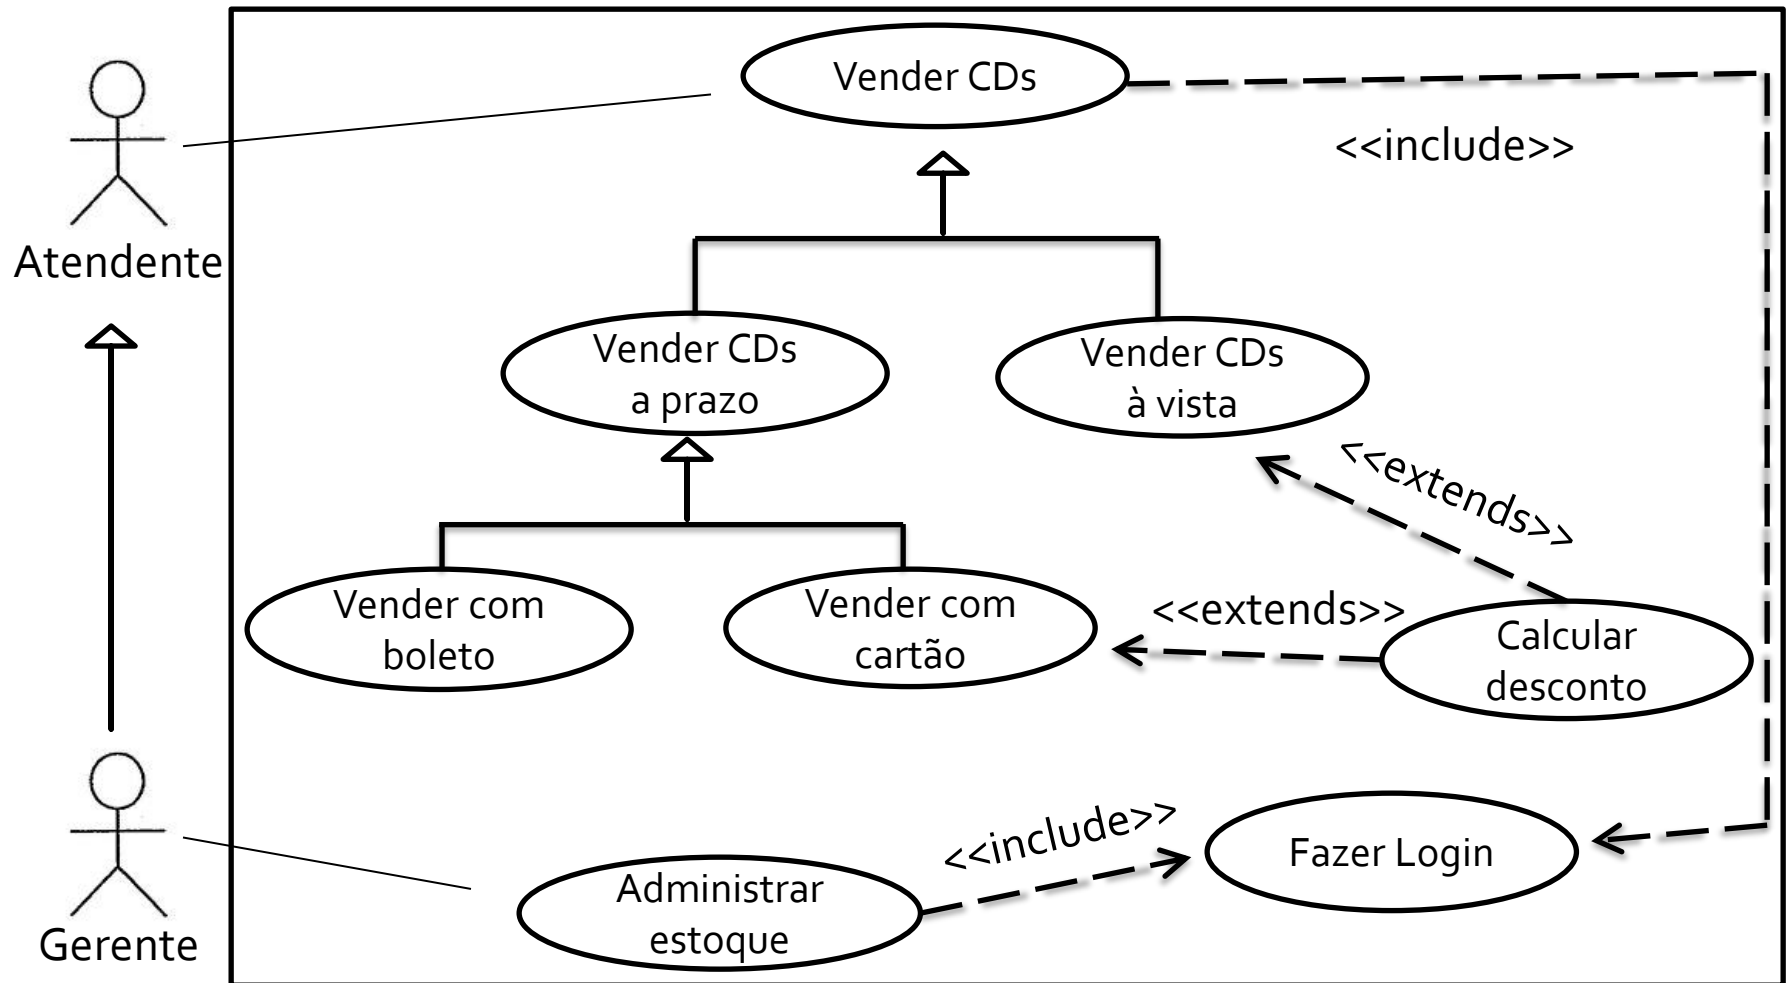 Vender CDs
<<include>>
Atendente
Vender CDs
a prazo
Vender CDs
à vista
<<extends>>
Vender com
boleto
Vender com
cartão
<<extends>>
Calcular
desconto
<<include>>
Fazer Login
Administrar
estoque
Gerente